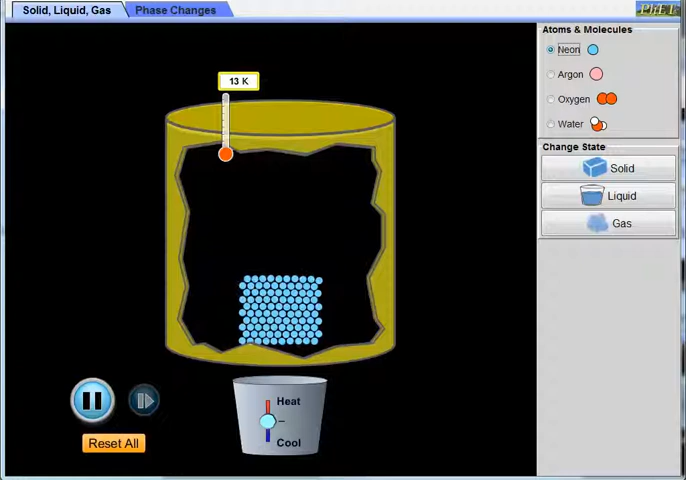 Solid, Liquid, Gas
Phase Changes
PhET
13 K
Atoms & Molecules
Neon
Argon
Oxygen
Water
Change State
Solid
Liquid
Gas
Heat
Cool
Reset All